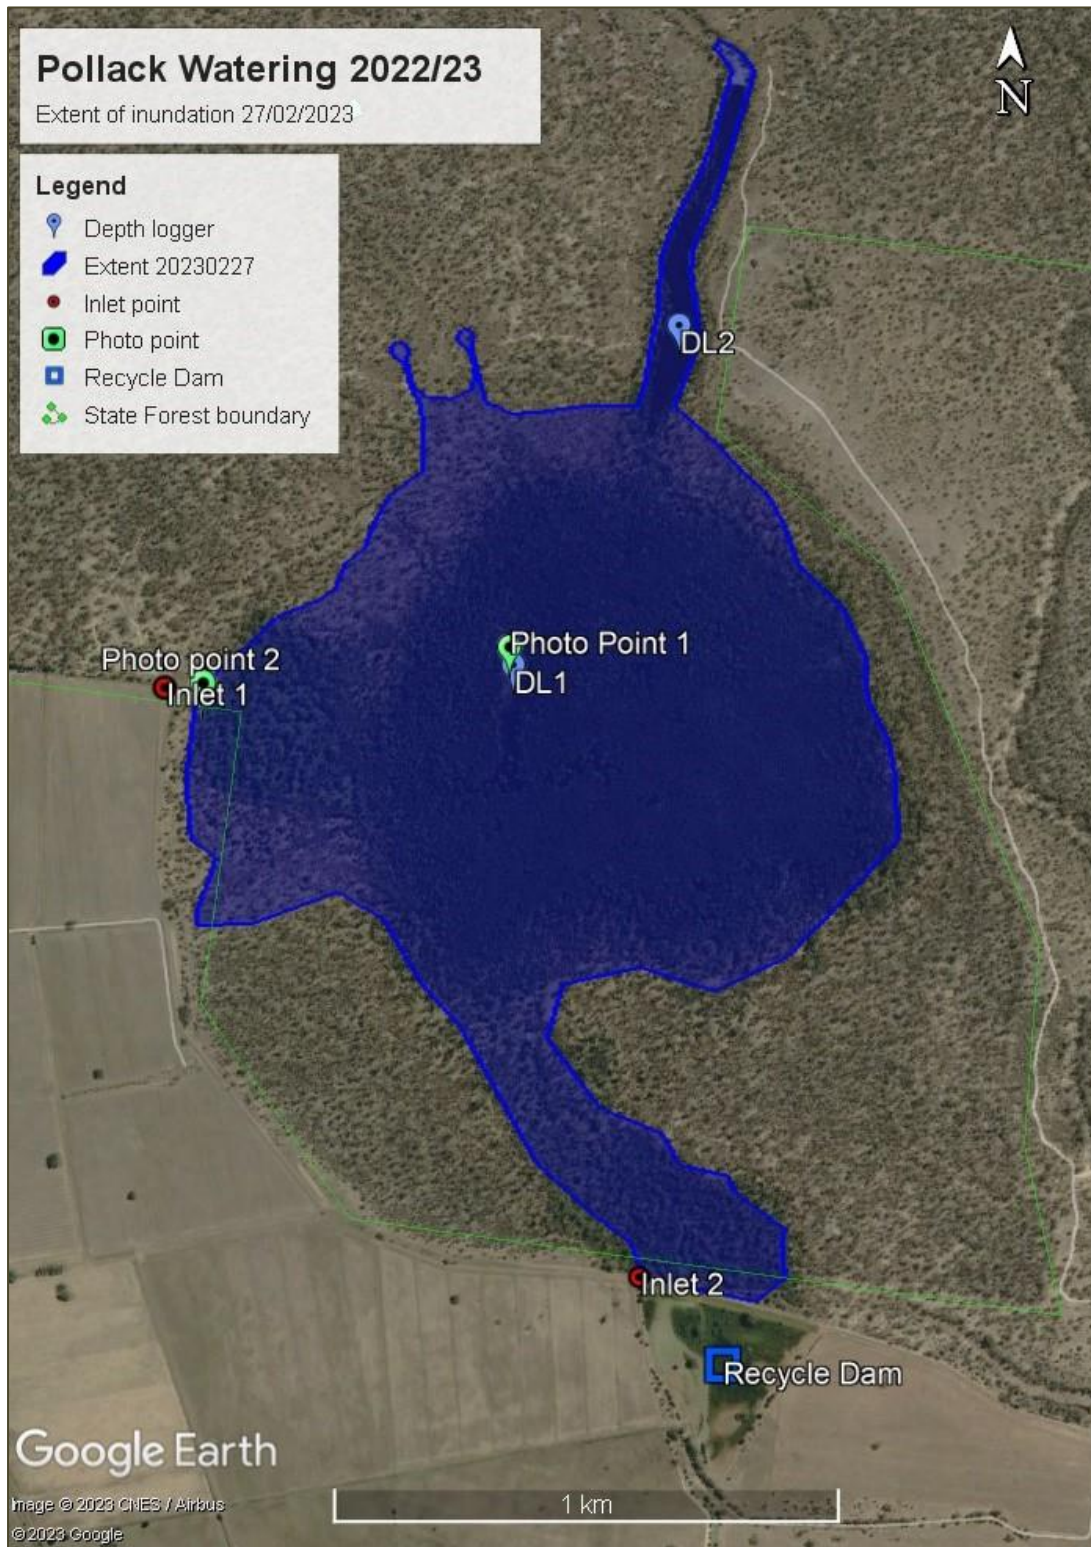 Pollack Watering 2022/23
Extent of inundation 27/02/2023
N
Legend
Depth logger
Extent 20230227
Inlet point
Photo point
Recycle Dam
State Forest boundary
DL2
Photo Point 1
DL1
Photo point 2
Inlet 1
Inlet 2
Recycle Dam
Google Earth
Image © 2023 CNES / Airbus
© 2023 Google
1 km